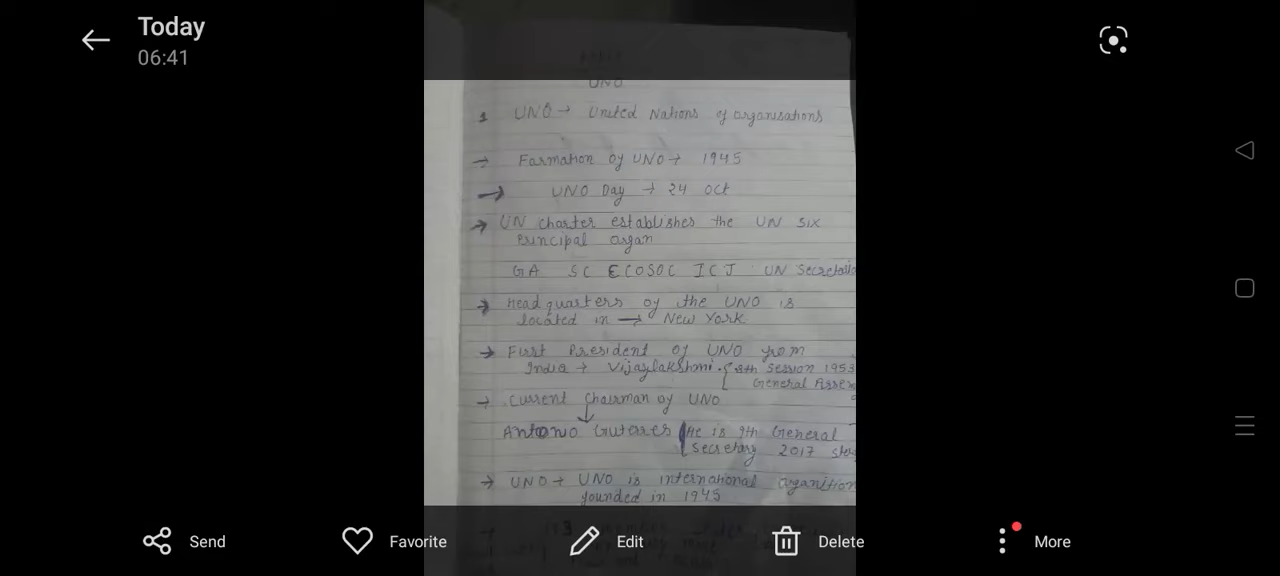 Today
06:41
UNO
1 UNO → United Nations of organisations
→ Farmation of UNO → 1945
→ UNO Day → 24 Oct
→ UN charter establishes the UN six
principal organ
GA SC ECOSOC ICJ UN
→ Headquarters of the UNO is
located in → New York
→ First President of UNO from
India → Vijaylakshmi 8th Session 1953
General
→ Current Chairman of UNO
↓
Antonio Guterres He is 9th General
Secretary 2017
→ UNO → UNO is international
founded in 1945
Send
Favorite
Edit
Delete
More